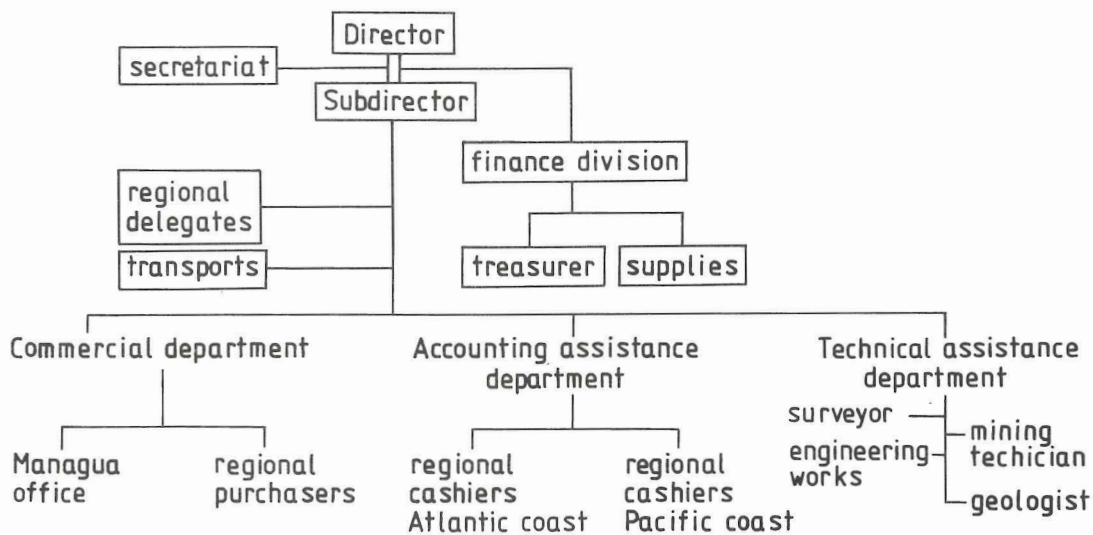 Director
secretariat
Subdirector
finance division
regional
delegates
transports
treasurer
supplies
Commercial department
Accounting assistance
department
Technical assistance
department
Managua
office
regional
purchasers
regional
cashiers
Atlantic coast
regional
cashiers
Pacific coast
surveyor
mining
techician
engineering
works
geologist